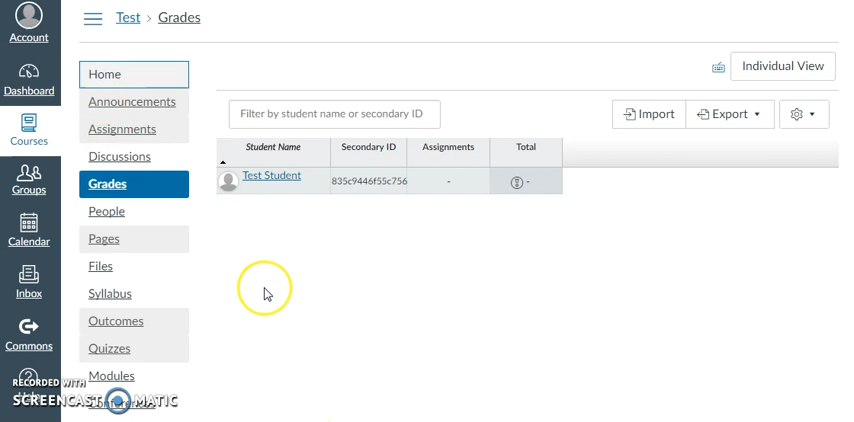 Account
Dashboard
Courses
Groups
Calendar
Inbox
Commons
Test > Grades
Home
Announcements
Assignments
Discussions
Grades
People
Pages
Files
Syllabus
Outcomes
Quizzes
Modules
Individual View
Filter by student name or secondary ID
Import
Export
Student Name Secondary ID Assignments Total
Test Student 835c9446f55c756 - -
RECORDED WITH
SCREENCAST MATIC